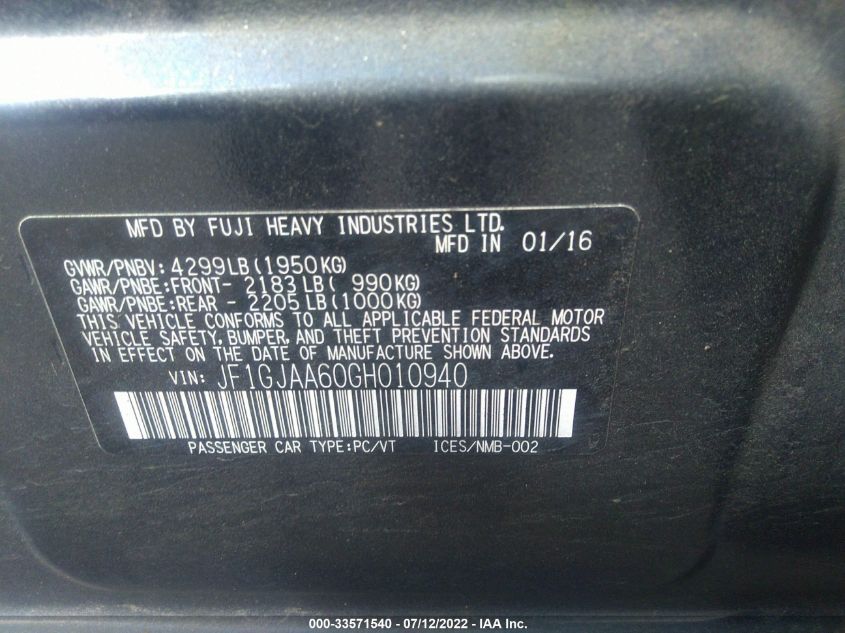 MFD BY FUJI HEAVY INDUSTRIES LTD.
MFD IN 01/16
GVWR/PNBV: 4299LB(1950KG)
GAWR/PNBE:FRONT- 2183LB( 990KG)
GAWR/PNBE:REAR - 2205LB(1000KG)
THIS VEHICLE CONFORMS TO ALL APPLICABLE FEDERAL MOTOR
VEHICLE SAFETY, BUMPER, AND THEFT PREVENTION STANDARDS
IN EFFECT ON THE DATE OF MANUFACTURE SHOWN ABOVE.
VIN: JF1GJAA60GH010940
PASSENGER CAR TYPE:PC/VT ICES/NMB-002
000-33571540 - 07/12/2022 - IAA Inc.